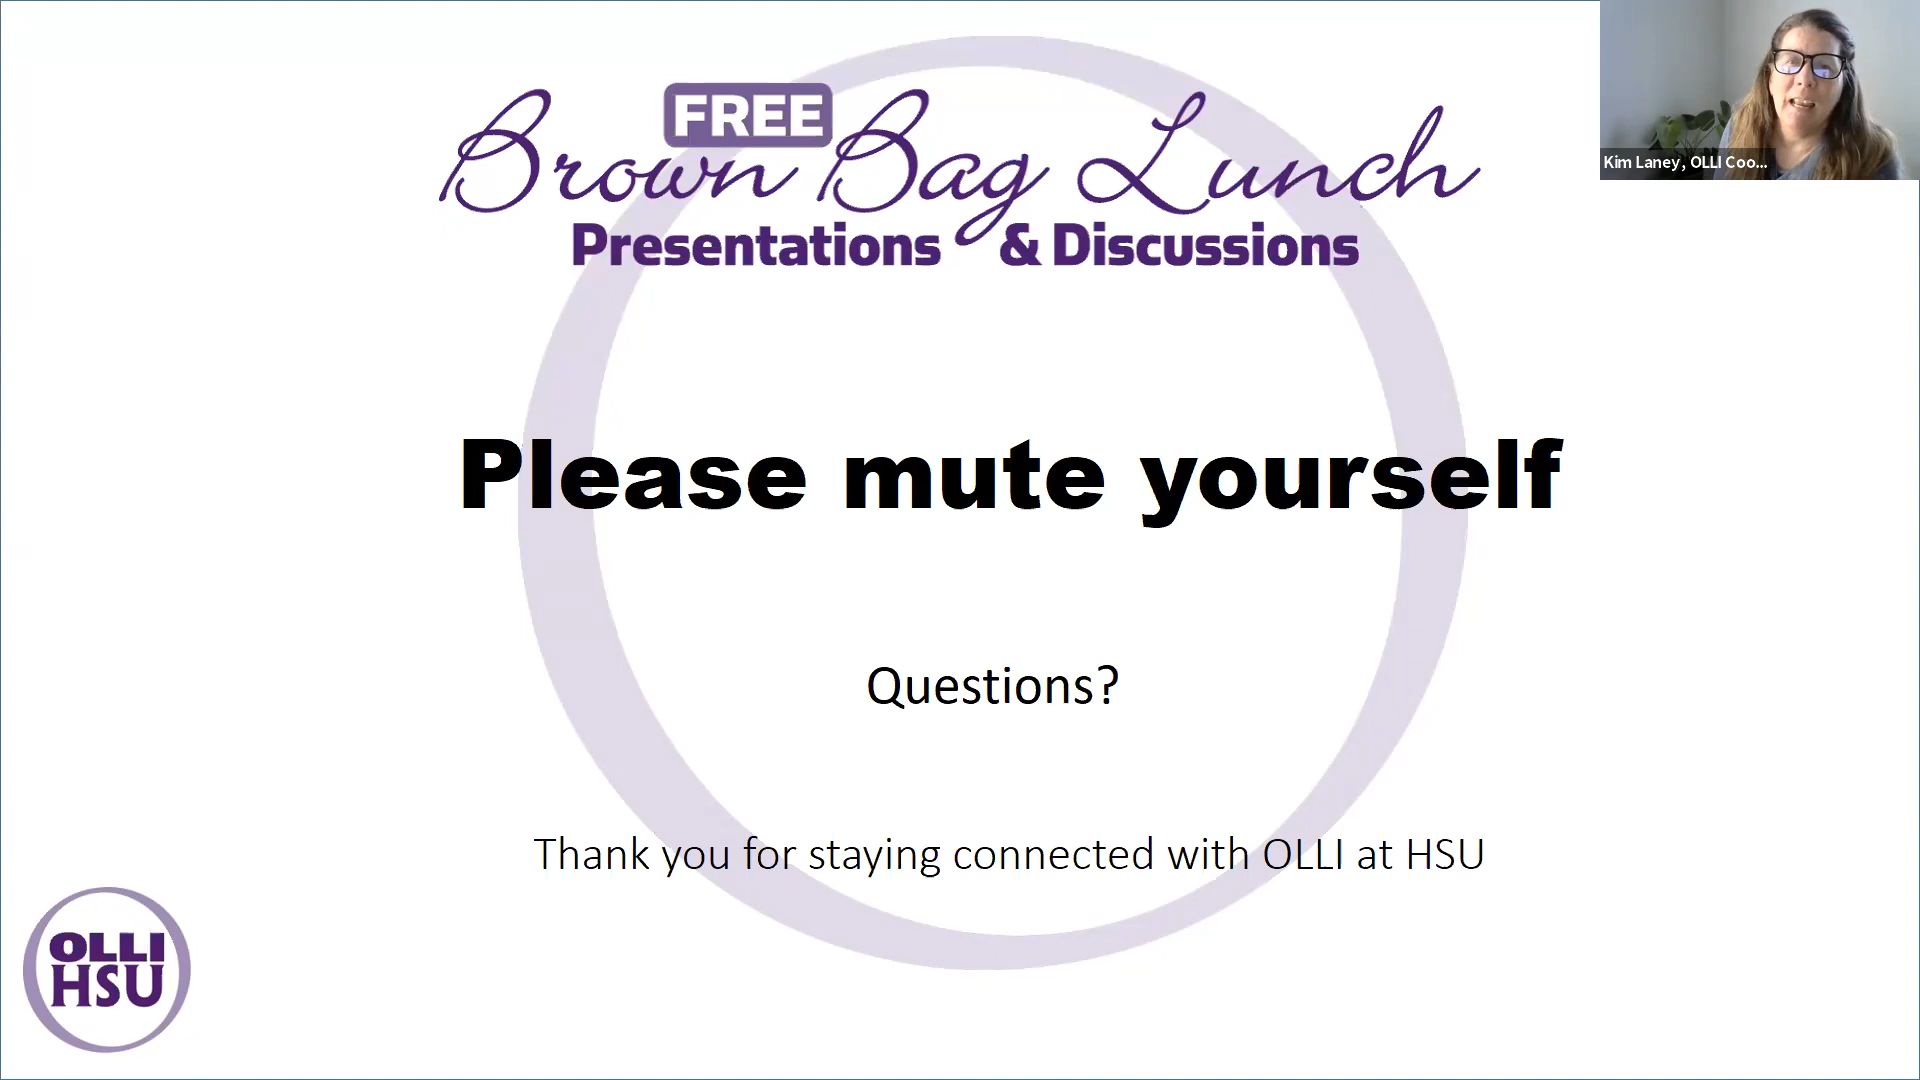 FREE
Brown Bag Lunch
Presentations & Discussions
Kim Laney, OLLI Coo...
Please mute yourself
Questions?
Thank you for staying connected with OLLI at HSU
OLLI
HSU